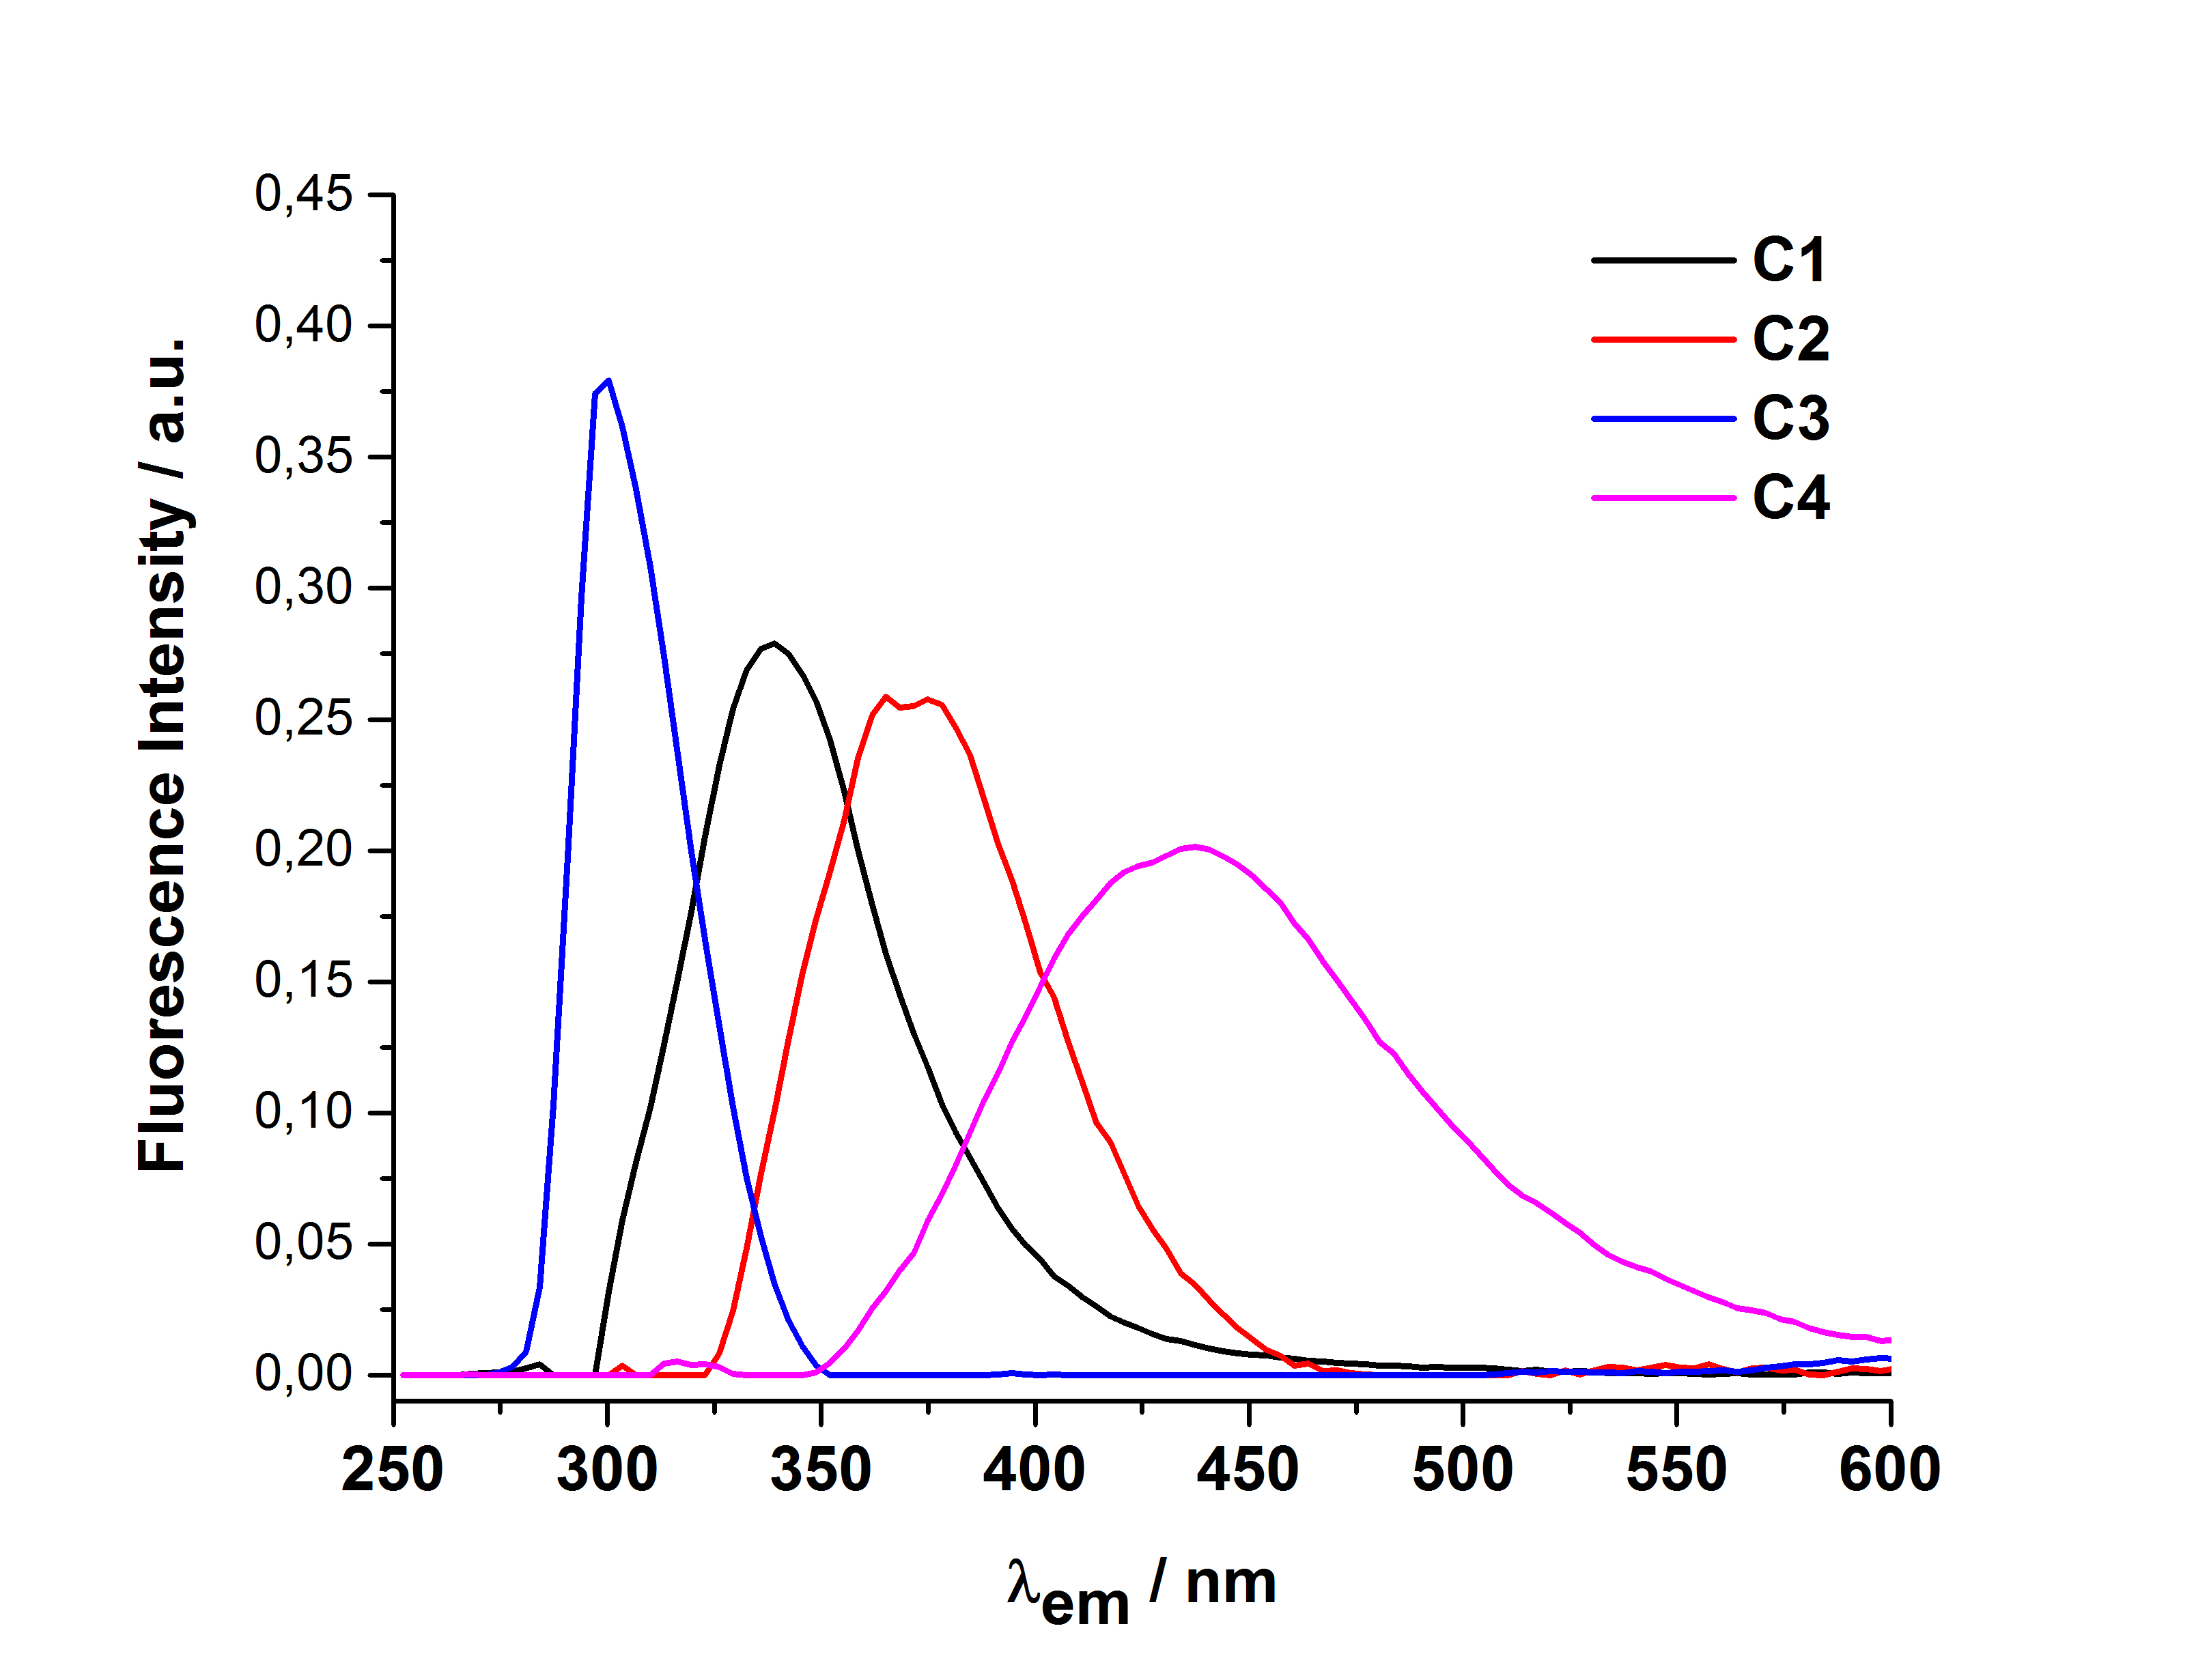 0,45
0,40
0,35
0,30
0,25
0,20
0,15
0,10
0,05
0,00
Fluorescence Intensity / a.u.
C1
C2
C3
C4
250 300 350 400 450 500 550 600
λem / nm